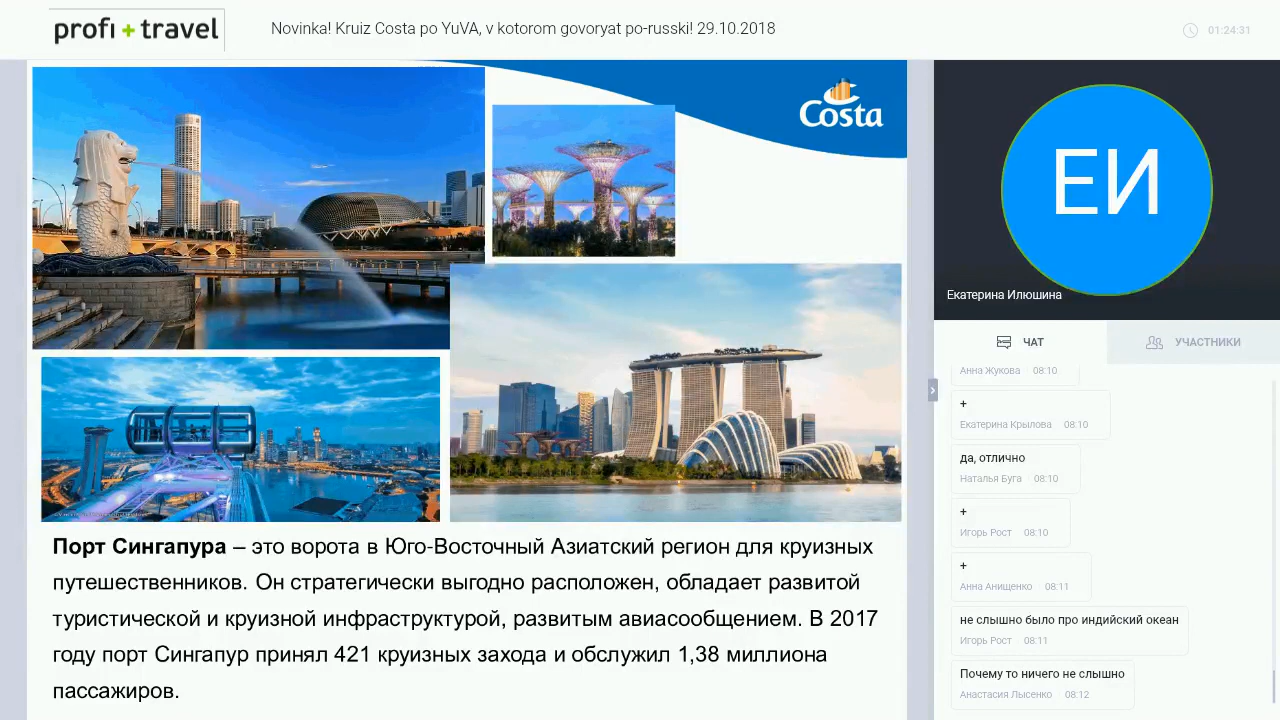 profi + travel
Novinka! Kruiz Costa po YuVA, v kotorom govoryat po-russki! 29.10.2018
01:24:31
Costa
Порт Сингапура – это ворота в Юго-Восточный Азиатский регион для круизных
путешественников. Он стратегически выгодно расположен, обладает развитой
туристической и круизной инфраструктурой, развитым авиасообщением. В 2017
году порт Сингапур принял 421 круизных захода и обслужил 1,38 миллиона
пассажиров.
ЕИ
Екатерина Илюшина
ЧАТ
УЧАСТНИКИ
Анна Жукова 08:10
+
Екатерина Крылова 08:10
да, отлично
Наталья Буга 08:10
+
Игорь Рост 08:10
+
Анна Анищенко 08:11
не слышно было про индийский океан
Игорь Рост 08:11
Почему то ничего не слышно
Анастасия Лысенко 08:12